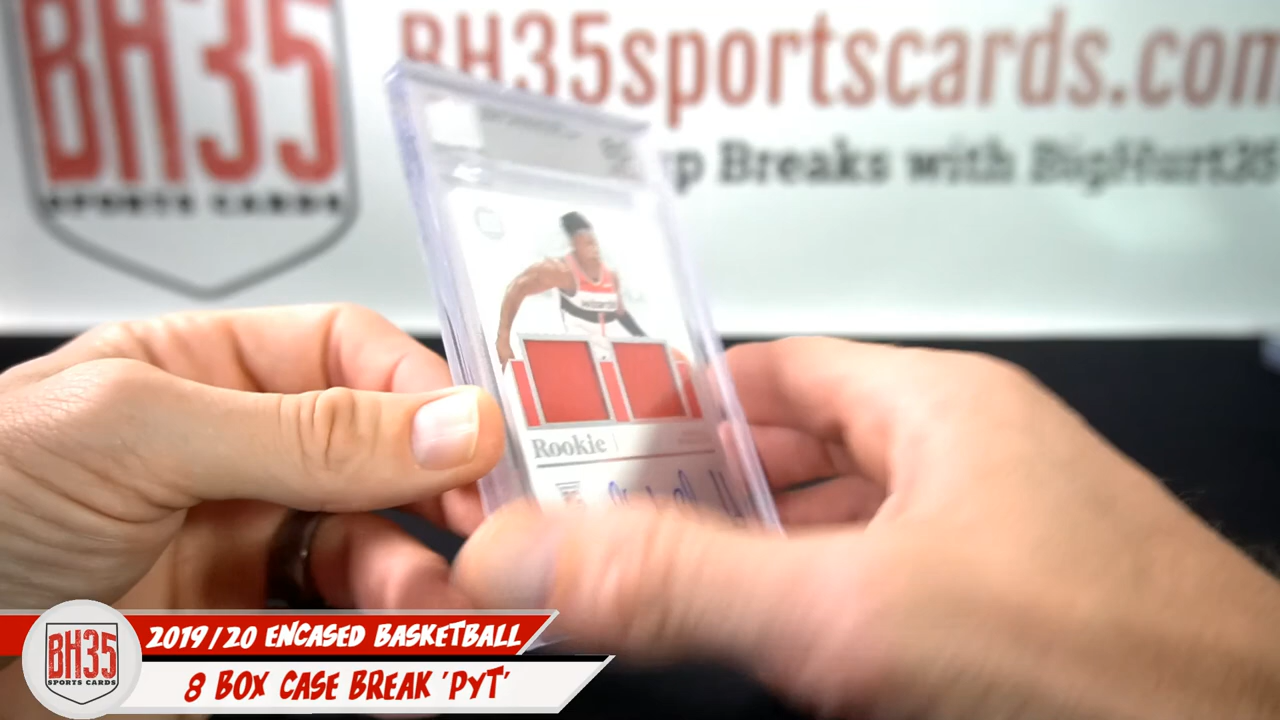 BH35
SPORTS CARDS
BH35sportscards.com
Breaks with BigHurt35
Rookie
BH35
SPORTS CARDS
2019/20 ENCASED BASKETBALL
8 BOX CASE BREAK 'PYT'